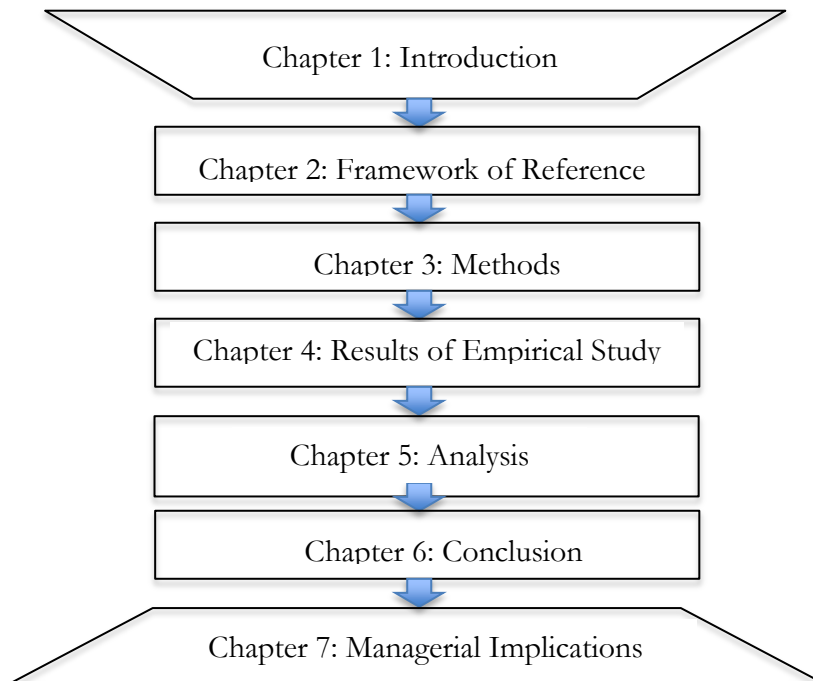 Chapter 1: Introduction
Chapter 2: Framework of Reference
Chapter 3: Methods
Chapter 4: Results of Empirical Study
Chapter 5: Analysis
Chapter 6: Conclusion
Chapter 7: Managerial Implications